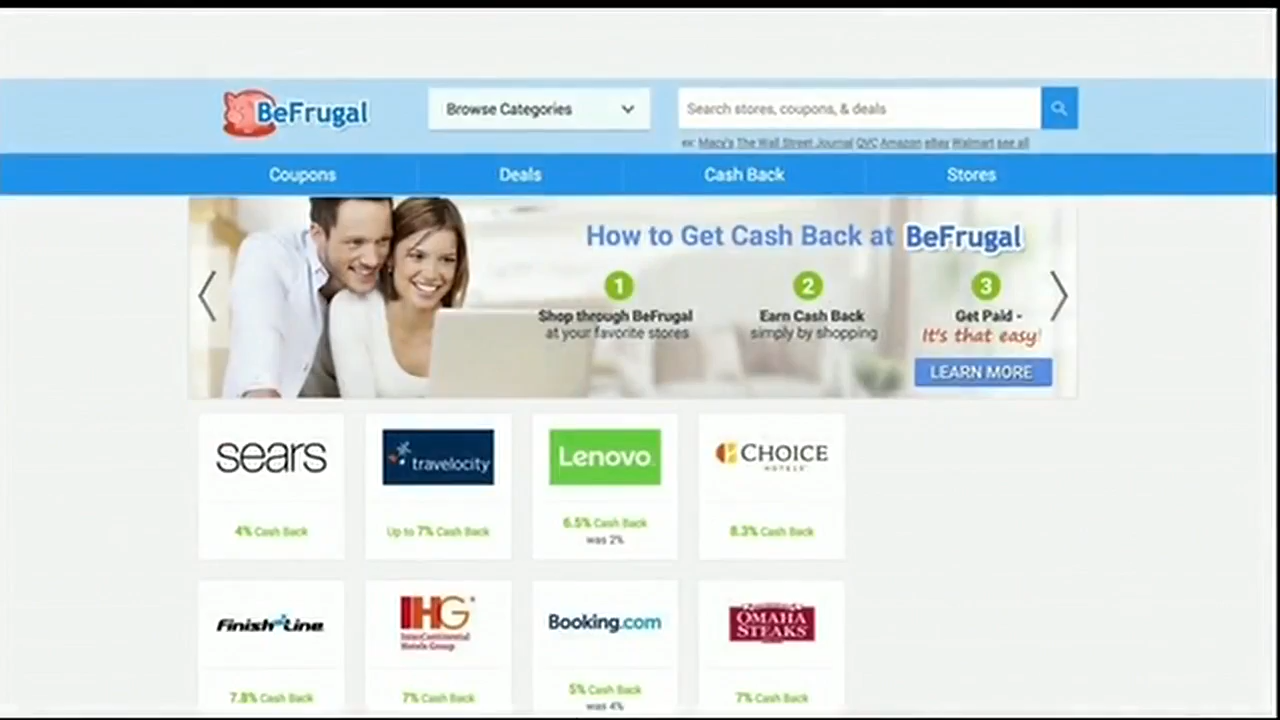 BeFrugal
Browse Categories
Search stores, coupons, & deals
ex: Macy's The Wall Street Journal QVC Amazon eBay Walmart see all
Coupons
Deals
Cash Back
Stores
How to Get Cash Back at BeFrugal
1
2
3
Shop through BeFrugal
at your favorite stores
Earn Cash Back
simply by shopping
Get Paid -
It's that easy!
LEARN MORE
sears
travelocity
Lenovo
CHOICE
HOTELS
4% Cash Back
Up to 7% Cash Back
6.5% Cash Back
was 2%
8.3% Cash Back
Finish Line
IHG
InterContinental
Hotels Group
Booking.com
OMAHA
STEAKS
7.8% Cash Back
7% Cash Back
5% Cash Back
was 4%
7% Cash Back